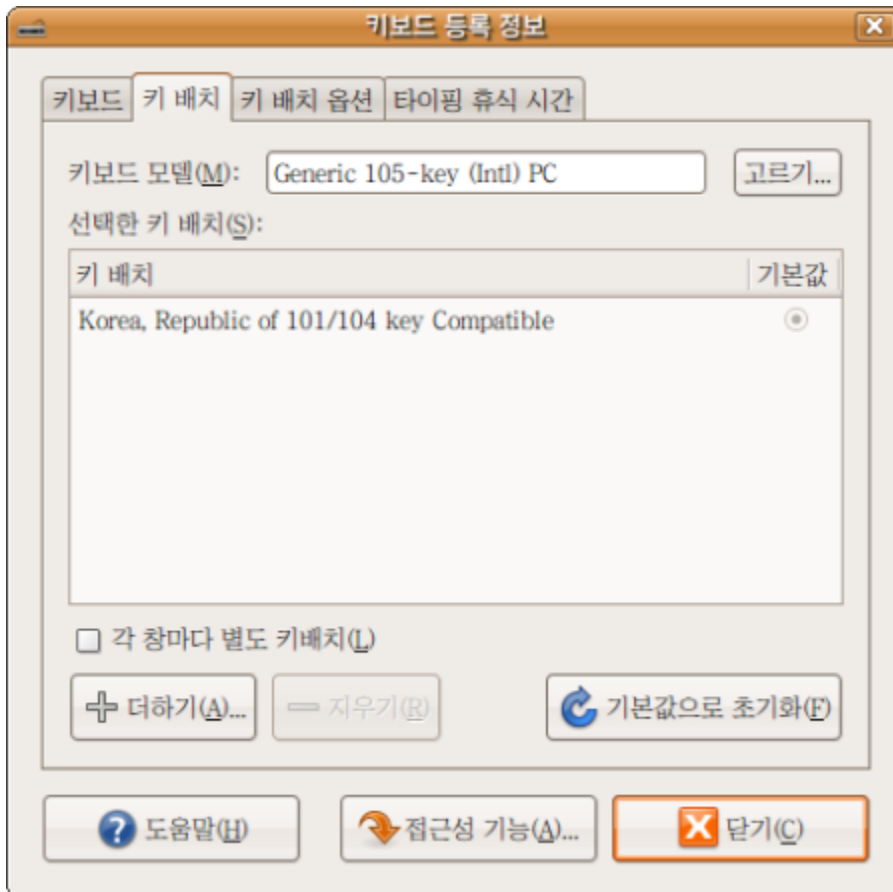 키보드 등록 정보
키보드 키 배치 키 배치 옵션 타이핑 휴식 시간
키보드 모델(M): Generic 105-key (Intl) PC 고르기...
선택한 키 배치(S):
키 배치 기본값
Korea, Republic of 101/104 key Compatible
각 창마다 별도 키배치(L)
더하기(A)... 지우기(R) 기본값으로 초기화(F)
도움말(H) 접근성 기능(A)... 닫기(C)